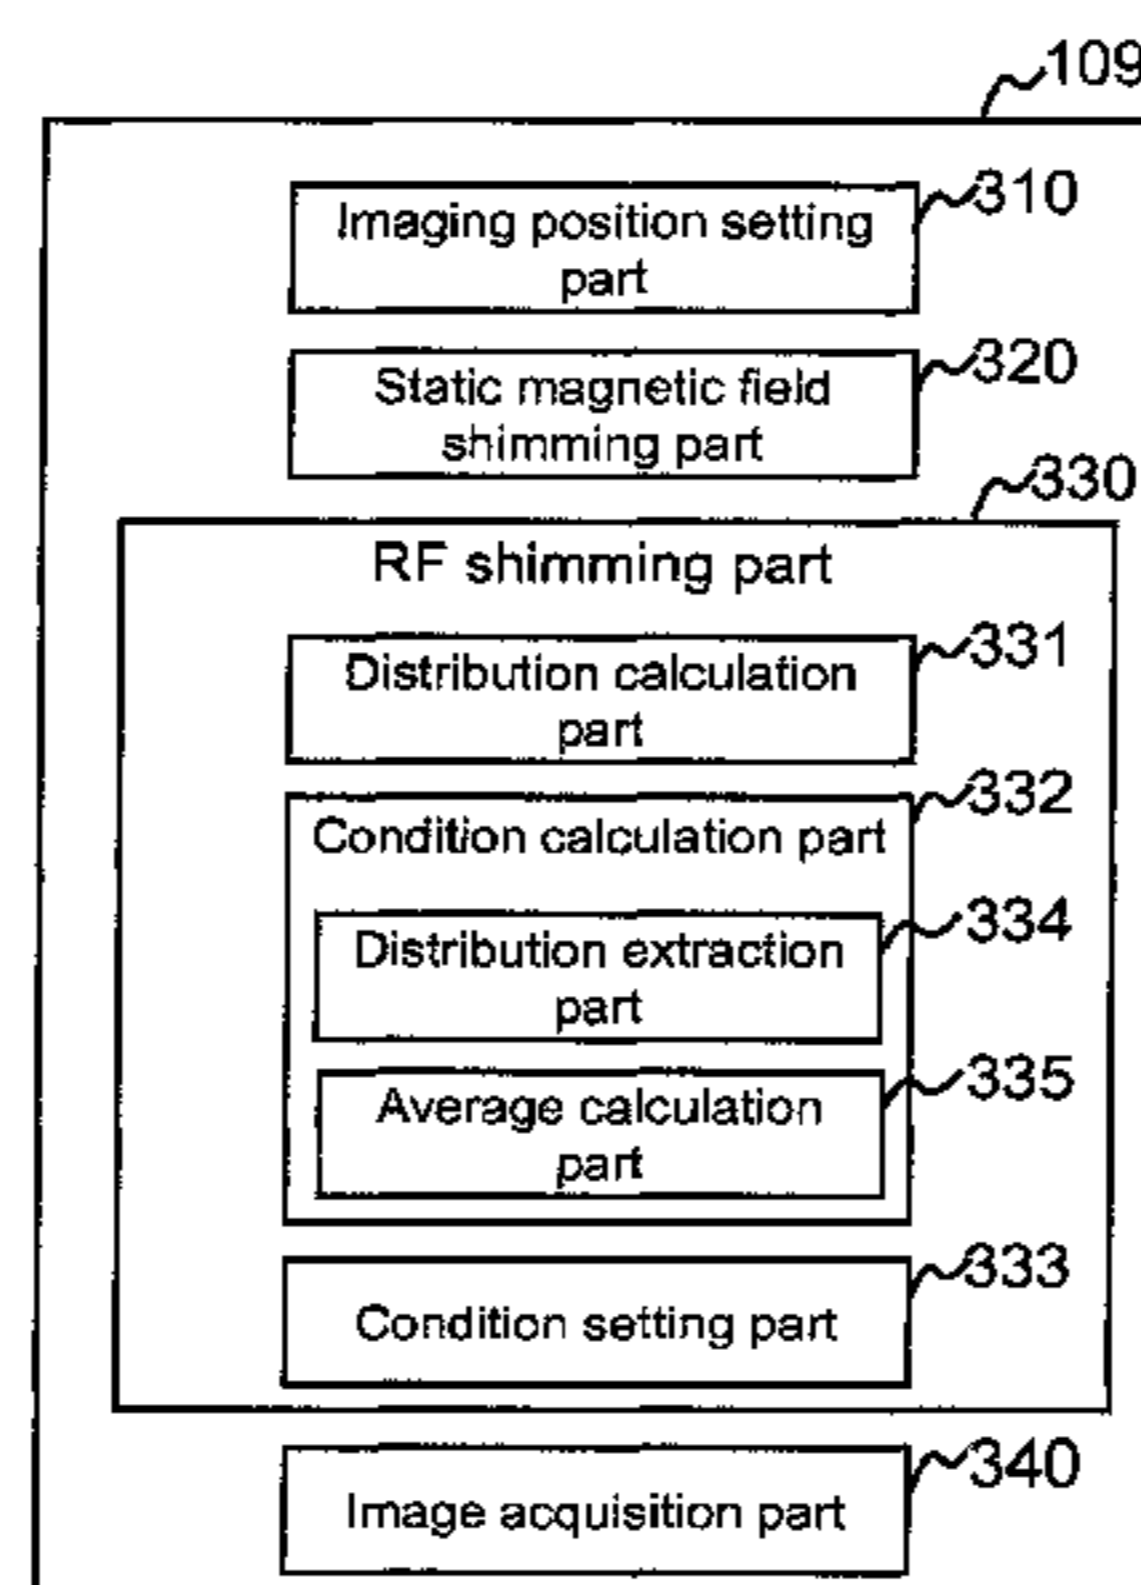 109
310
Imaging position setting
part
320
Static magnetic field
shimming part
330
RF shimming part
331
Distribution calculation
part
332
Condition calculation part
334
Distribution extraction
part
335
Average calculation
part
333
Condition setting part
340
Image acquisition part